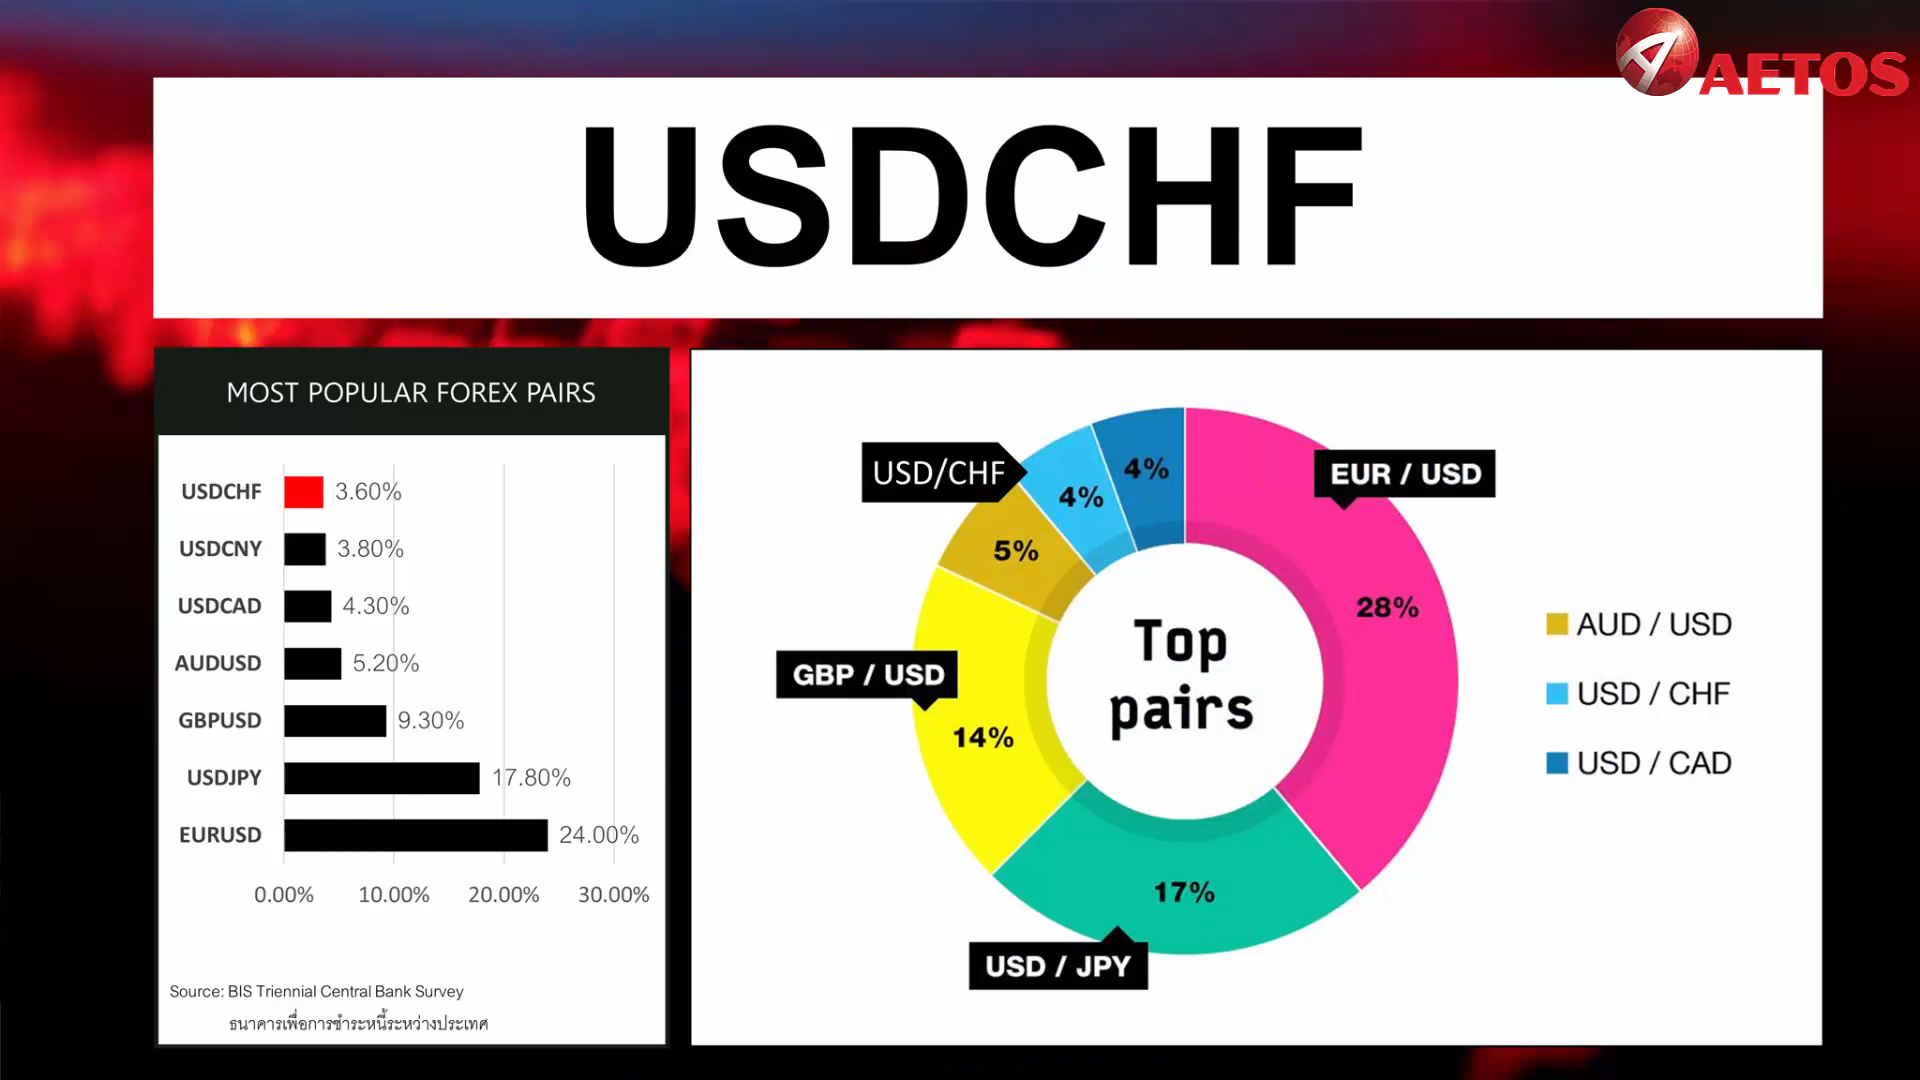 AETOS
USDCHF
MOST POPULAR FOREX PAIRS
USDCHF 3.60%
USDCNY 3.80%
USDCAD 4.30%
AUDUSD 5.20%
GBPUSD 9.30%
USDJPY 17.80%
EURUSD 24.00%
0.00% 10.00% 20.00% 30.00%
Source: BIS Triennial Central Bank Survey
ธนาคารเพื่อการชำระหนี้ระหว่างประเทศ
USD/CHF
4%
4%
EUR / USD
5%
28%
GBP / USD
14%
Top
pairs
17%
USD / JPY
AUD / USD
USD / CHF
USD / CAD